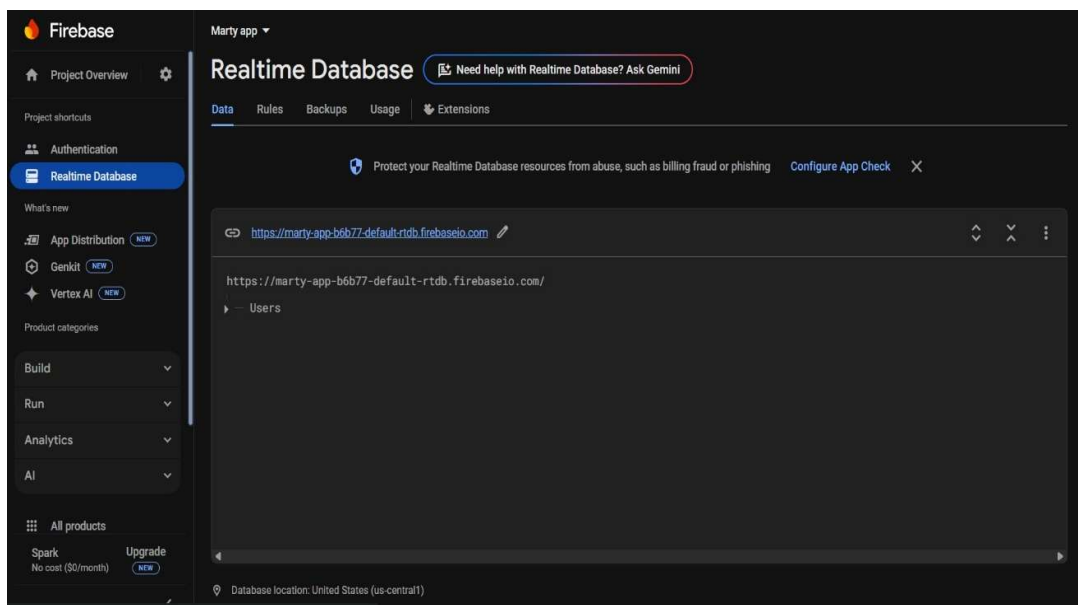 Firebase
Project Overview
Project shortcuts
Authentication
Realtime Database
What's new
App Distribution NEW
Genkit NEW
Vertex AI NEW
Product categories
Build
Run
Analytics
AI
All products
Spark
No cost ($0/month)
Upgrade
NEW
Marty app
Realtime Database
Need help with Realtime Database? Ask Gemini
Data Rules Backups Usage Extensions
Protect your Realtime Database resources from abuse, such as billing fraud or phishing Configure App Check
https://marty-app-b6b77-default-rtdb.firebaseio.com
https://marty-app-b6b77-default-rtdb.firebaseio.com/
Users
Database location: United States (us-central1)